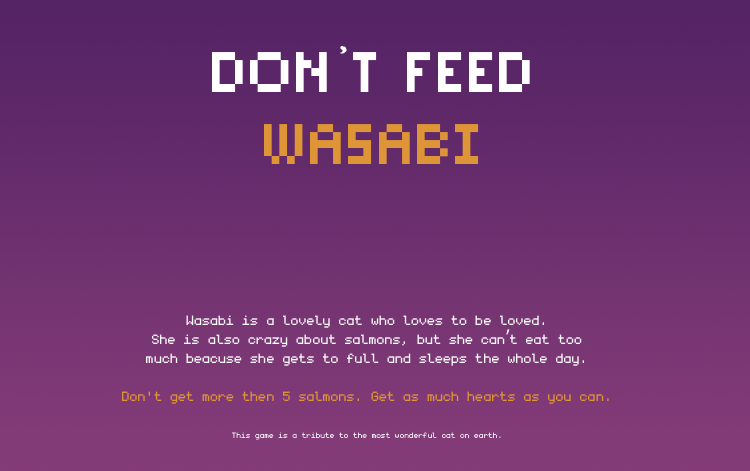 DON'T FEED
WASABI
Wasabi is a lovely cat who loves to be loved.
She is also crazy about salmons, but she can't eat too
much beacuse she gets to full and sleeps the whole day.
Don't get more then 5 salmons. Get as much hearts as you can.
This game is a tribute to the most wonderful cat on earth.